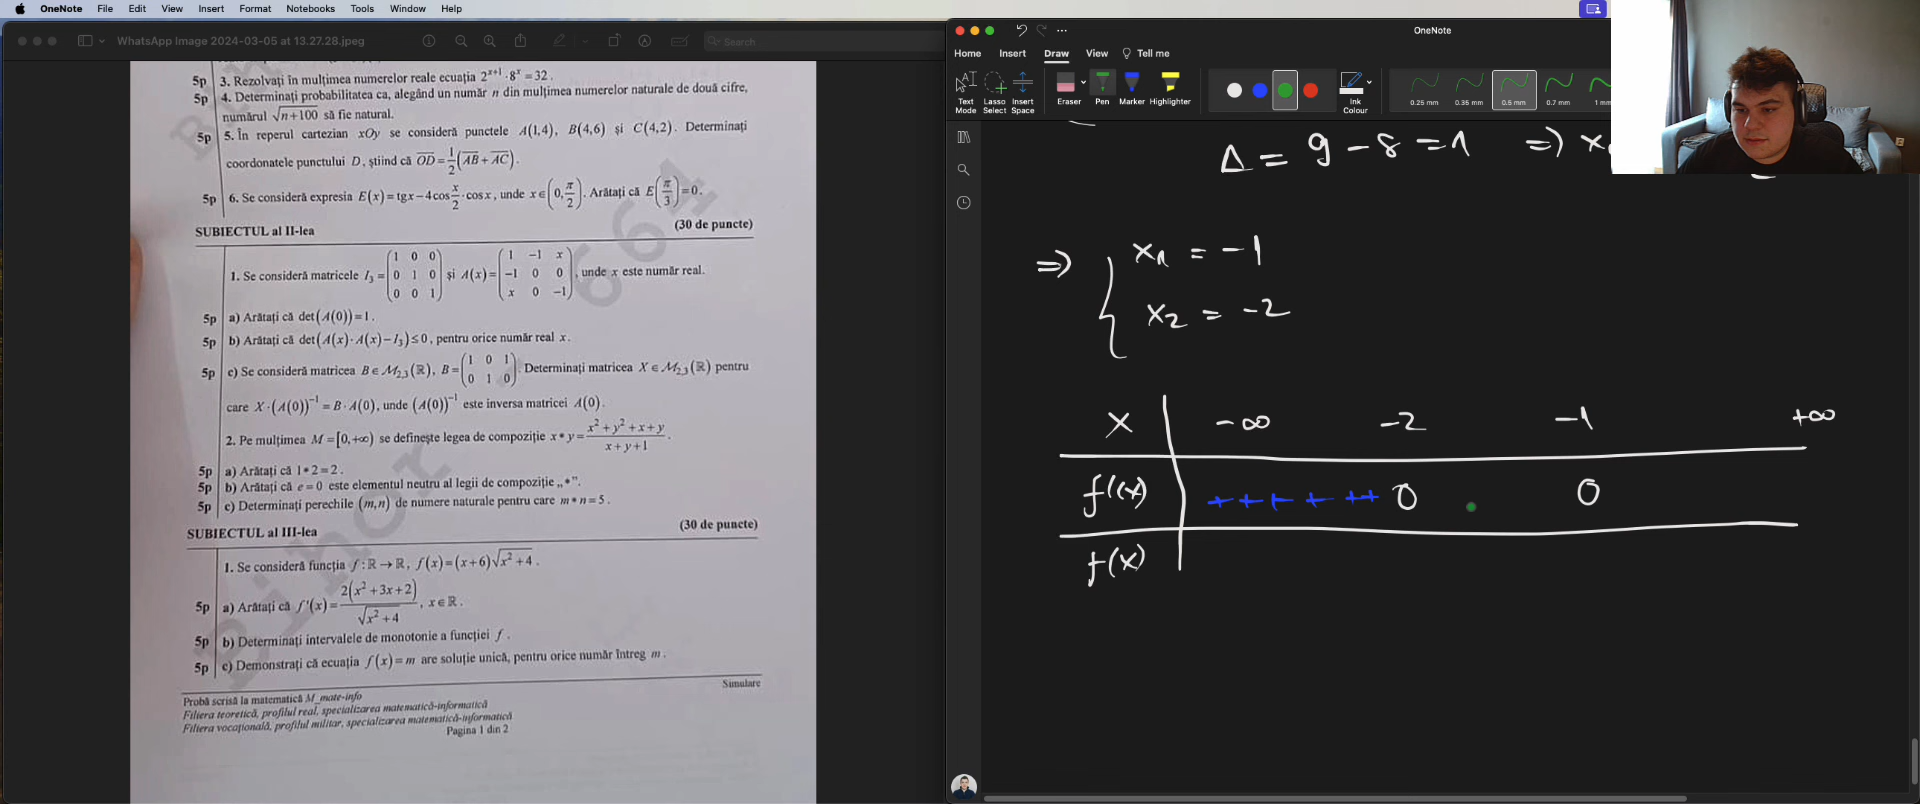 OneNote File Edit View Insert Format Notebooks Tools Window Help
WhatsApp Image 2024-03-05 at 13.27.28.jpeg
Search
5p 3. Rezolvați în mulțimea numerelor reale ecuația 2^{x+1}·8^x = 32.
5p 4. Determinați probabilitatea ca, alegând un număr n din mulțimea numerelor naturale de două cifre,
numărul √(n+100) să fie natural.
5p 5. În reperul cartezian xOy se consideră punctele A(1,4), B(4,6) și C(4,2). Determinați
coordonatele punctului D, știind că OD = 1/2 (AB + AC).
5p 6. Se consideră expresia E(x) = tgx − 4cos x/2 · cos x, unde x ∈ (0, π/2). Arătați că E(π/3) = 0.
SUBIECTUL al II-lea (30 de puncte)
1. Se consideră matricele I₃ = (1 0 0; 0 1 0; 0 0 1) și A(x) = (1 −1 x; −1 0 0; x 0 −1), unde x este număr real.
5p a) Arătați că det(A(0)) = 1.
5p b) Arătați că det(A(x)·A(x) − I₃) ≤ 0, pentru orice număr real x.
5p c) Se consideră matricea B ∈ M₂,₃(ℝ), B = (1 0 1; 0 1 0). Determinați matricea X ∈ M₂,₃(ℝ) pentru
care X·(A(0))⁻¹ = B·A(0), unde (A(0))⁻¹ este inversa matricei A(0).
2. Pe mulțimea M = [0,+∞) se definește legea de compoziție x * y = (x² + y² + x + y)/(x + y + 1).
5p a) Arătați că 1 * 2 = 2.
5p b) Arătați că e = 0 este elementul neutru al legii de compoziție „*”.
5p c) Determinați perechile (m,n) de numere naturale pentru care m * n = 5.
SUBIECTUL al III-lea (30 de puncte)
1. Se consideră funcția f : ℝ → ℝ, f(x) = (x+6)√(x²+4).
5p a) Arătați că f'(x) = 2(x² + 3x + 2)/√(x²+4), x ∈ ℝ.
5p b) Determinați intervalele de monotonie a funcției f.
5p c) Demonstrați că ecuația f(x) = m are soluție unică, pentru orice număr întreg m.
Simulare
Probă scrisă la matematică M_mate-info
Filiera teoretică, profilul real, specializarea matematică-informatică
Filiera vocațională, profilul militar, specializarea matematică-informatică
Pagina 1 din 2
Bihor
664
OneNote
Home Insert Draw View Tell me
Text Mode Lasso Select Insert Space Eraser Pen Marker Highlighter Ink Colour 0.25 mm 0.35 mm 0.5 mm 0.7 mm 1 mm
Δ = 9 − 8 = 1 ⇒ x
⇒ { x₁ = −1
x₂ = −2
x −∞ −2 −1 +∞
f'(x) + + + + + + 0 0
f(x)